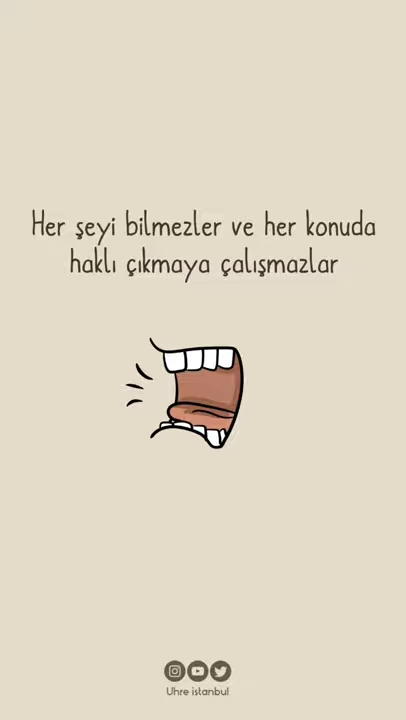 Her şeyi bilmezler ve her konuda
haklı çıkmaya çalışmazlar
Uhre istanbul